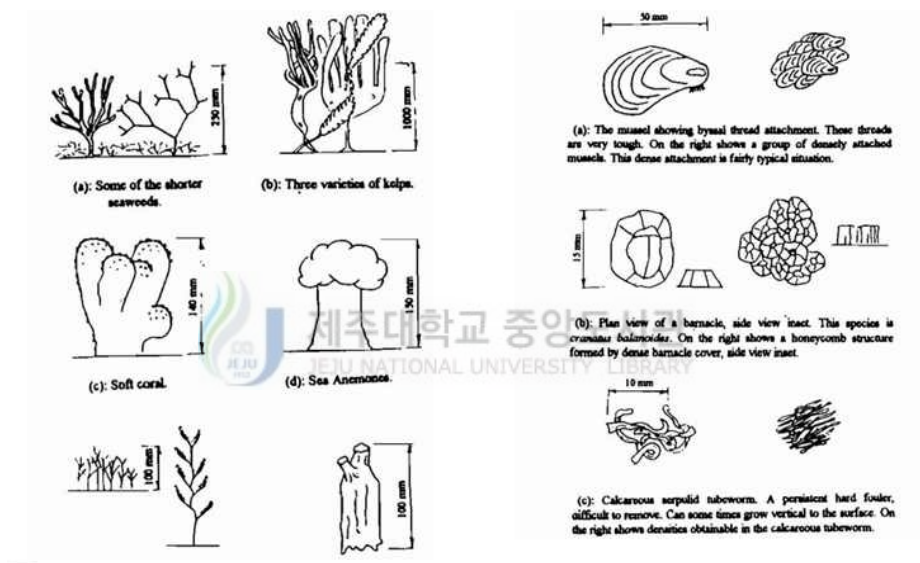 250 mm
1000 mm
(a): Some of the shorter
seaweeds.
(b): Three varieties of kelps.
140 mm
150 mm
(c): Soft coral.
(d): Sea Anemones.
100 mm
100 mm
50 mm
(a): The mussel showing byssal thread attachment. These threads
are very tough. On the right shows a group of densely attached
mussels. This dense attachment is fairly typical situation.
15 mm
(b): Plan view of a barnacle, side view inset. This species is
cranatus balanoides. On the right shows a honeycomb structure
formed by dense barnacle cover, side view inset.
10 mm
(c): Calcareous serpulid tubeworm. A persistent hard fouler,
difficult to remove. Can some times grow vertical to the surface. On
the right shows densities obtainable in the calcareous tubeworm.
JEJU
1952
제주대학교 중앙도서관
JEJU NATIONAL UNIVERSITY LIBRARY